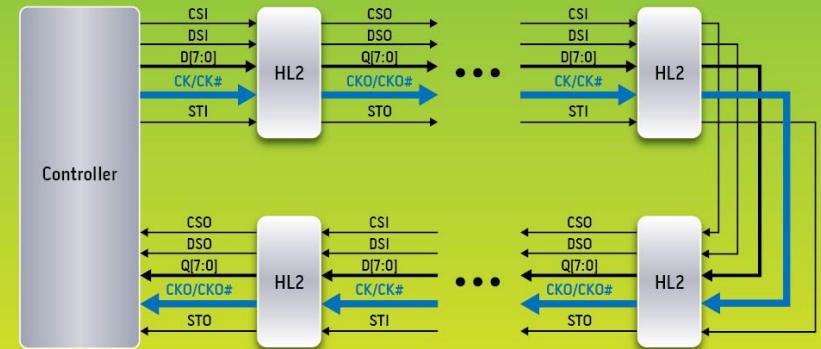 CSI
DSI
D[7:0]
CK/CK#
STI
HL2
CSO
DSO
Q[7:0]
CKO/CKO#
STO
CSI
DSI
D[7:0]
CK/CK#
STI
HL2
Controller
CSO
DSO
Q[7:0]
CKO/CKO#
STO
HL2
CSI
DSI
D[7:0]
CK/CK#
STI
CSO
DSO
Q[7:0]
CKO/CKO#
STO
HL2